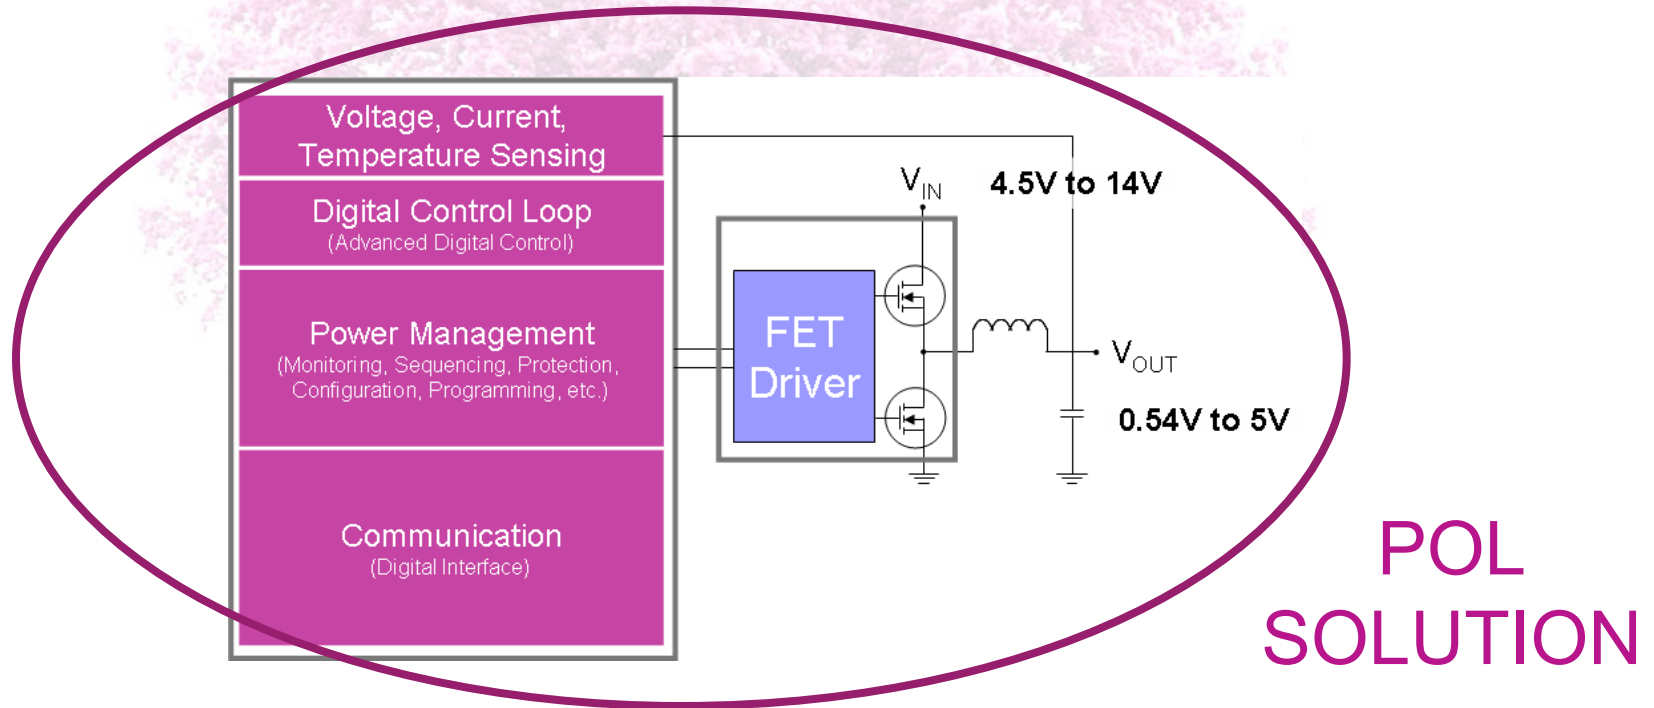 Voltage, Current,
Temperature Sensing
Digital Control Loop
(Advanced Digital Control)
Power Management
(Monitoring, Sequencing, Protection,
Configuration, Programming, etc.)
Communication
(Digital Interface)
FET
Driver
VIN
4.5V to 14V
VOUT
0.54V to 5V
POL
SOLUTION